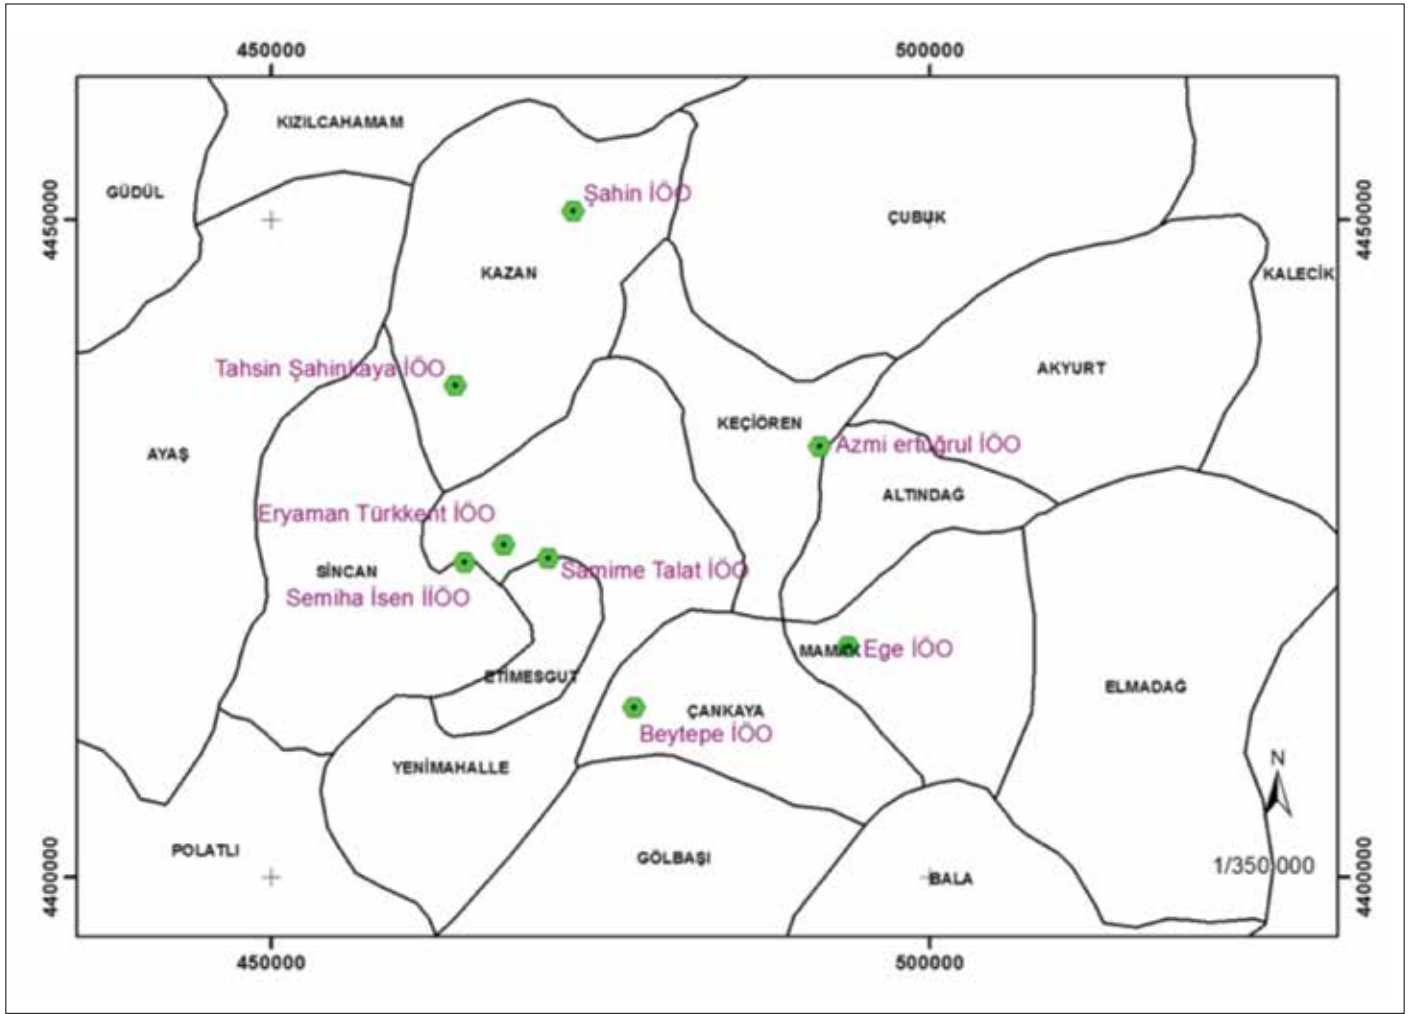 450000 500000
KIZILCAHAMAM
GÜDÜL
Şahin İÖO
4450000
ÇUBUK
4450000
KAZAN
KALECİK
Tahsin Şahinkaya İÖO
AKYURT
KEÇİÖREN
Azmi ertuğrul İÖO
AYAŞ
ALTINDAĞ
Eryaman Türkkent İÖO
SİNCAN
Samime Talat İÖO
Semiha İsen İİÖO
MAMAK Ege İÖO
ETİMESGUT
ELMADAĞ
ÇANKAYA
Beytepe İÖO
YENİMAHALLE
N
POLATLI
GÖLBAŞI
1/350 000
4400000
BALA
4400000
450000 500000